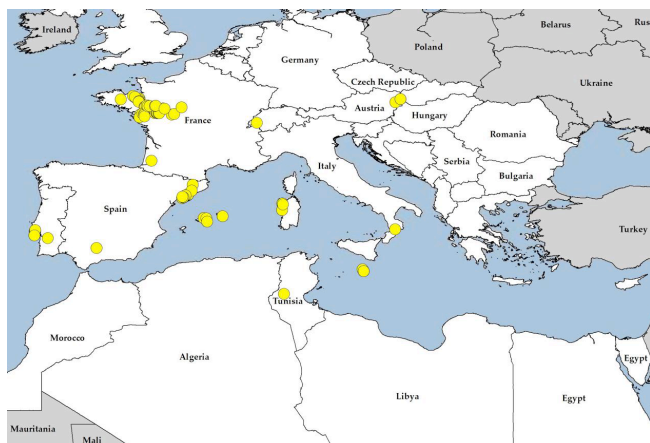 Ireland
Belarus
Rus
Poland
Germany
Ukraine
Czech Republic
Austria
Hungary
France
Romania
Italy
Serbia
Bulgaria
Spain
Turkey
Tunisia
Morocco
Algeria
Egypt
Libya
Egypt
Mauritania
Mali